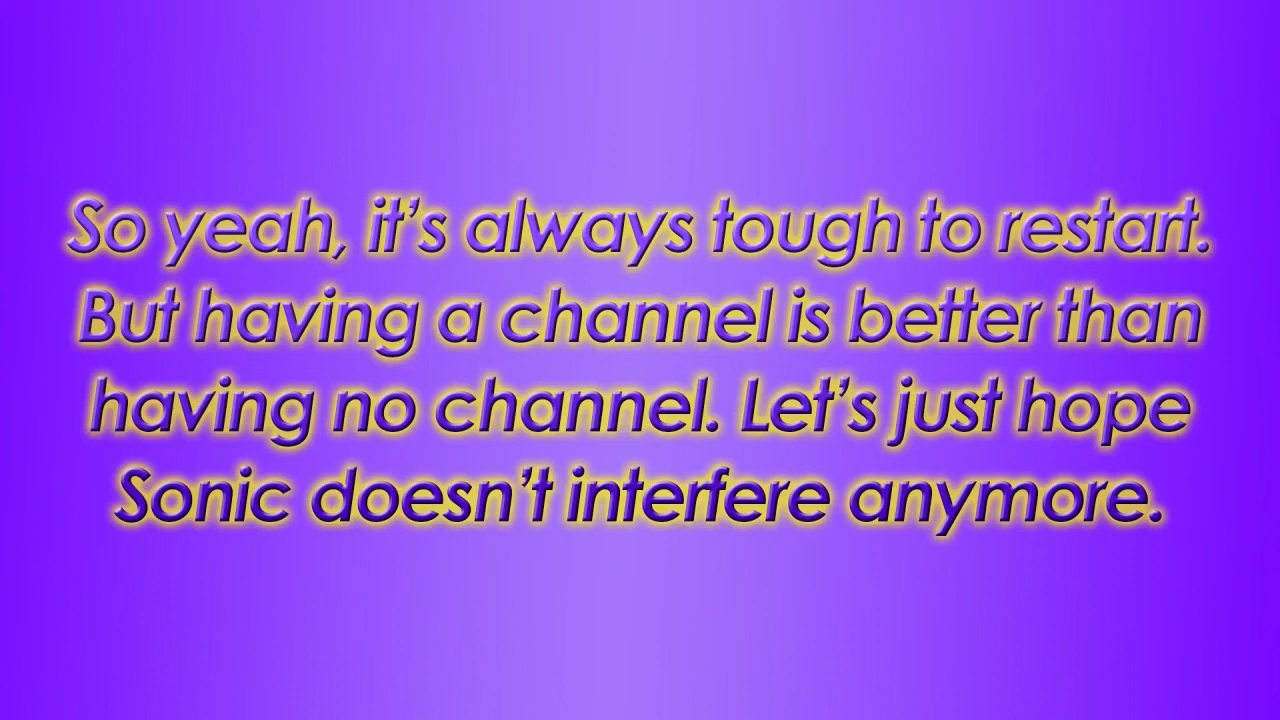 So yeah, it’s always tough to restart.
But having a channel is better than
having no channel. Let’s just hope
Sonic doesn’t interfere anymore.